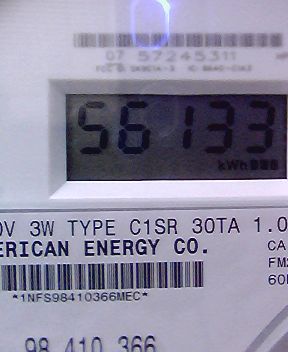 07 57245311
56133
kWh
0V 3W TYPE C1SR 30TA 1.0
ERICAN ENERGY CO.
CA
FM2
60
*1NFS98410366MEC*
98 410 366